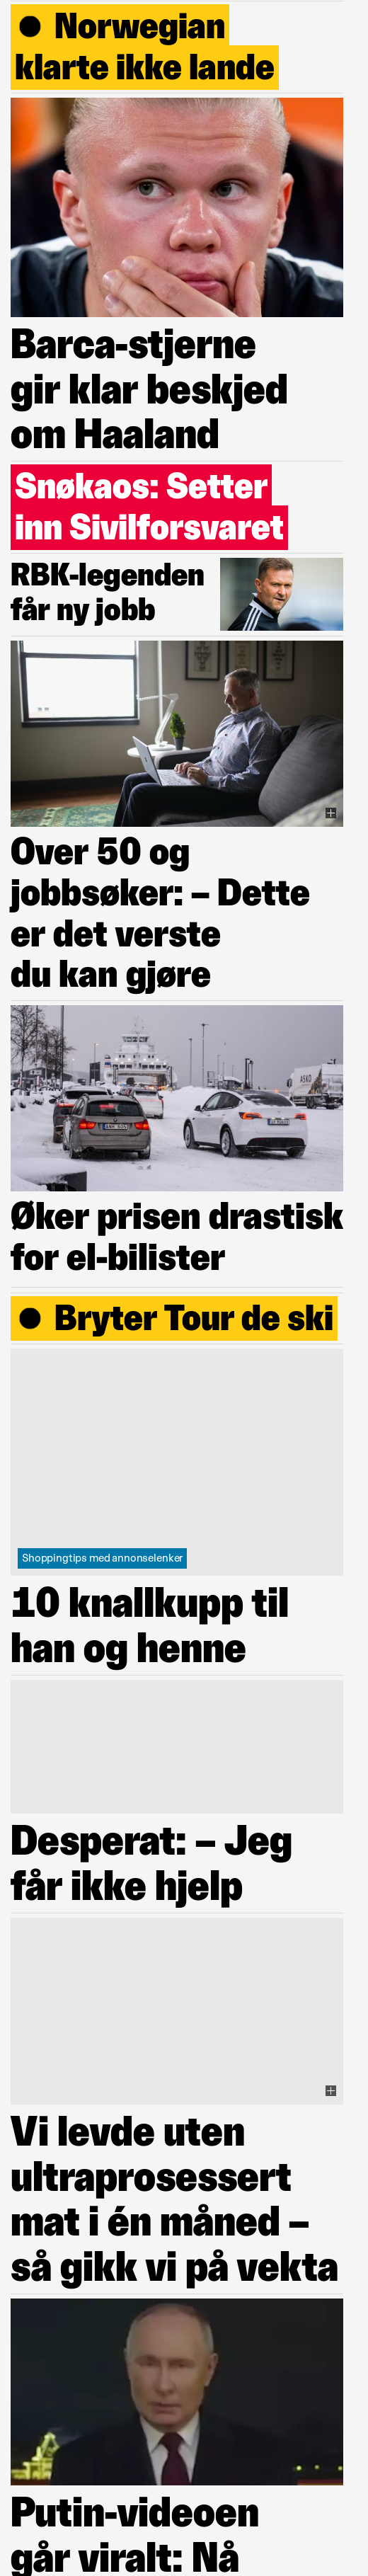 Norwegian
klarte ikke lande
Barca-stjerne
gir klar beskjed
om Haaland
Snøkaos: Setter
inn Sivilforsvaret
RBK-legenden
får ny jobb
Over 50 og
jobbsøker: – Dette
er det verste
du kan gjøre
ASKO
Øker prisen drastisk
for el-bilister
Bryter Tour de ski
Shoppingtips med annonselenker
10 knallkupp til
han og henne
Desperat: – Jeg
får ikke hjelp
Vi levde uten
ultraprosessert
mat i én måned –
så gikk vi på vekta
Putin-videoen
går viralt: Nå